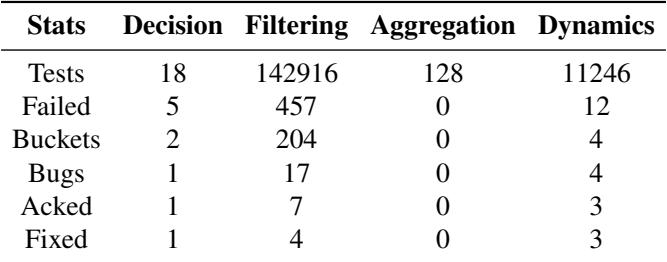 Stats Decision Filtering Aggregation Dynamics
Tests 18 142916 128 11246
Failed 5 457 0 12
Buckets 2 204 0 4
Bugs 1 17 0 4
Acked 1 7 0 3
Fixed 1 4 0 3